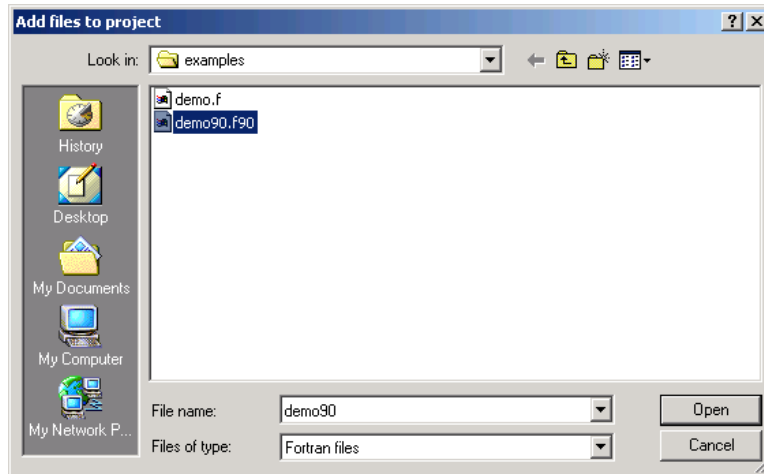 Add files to project
Look in: examples
demo.f
demo90.f90
History
Desktop
My Documents
My Computer
My Network P...
File name: demo90 Open
Files of type: Fortran files Cancel